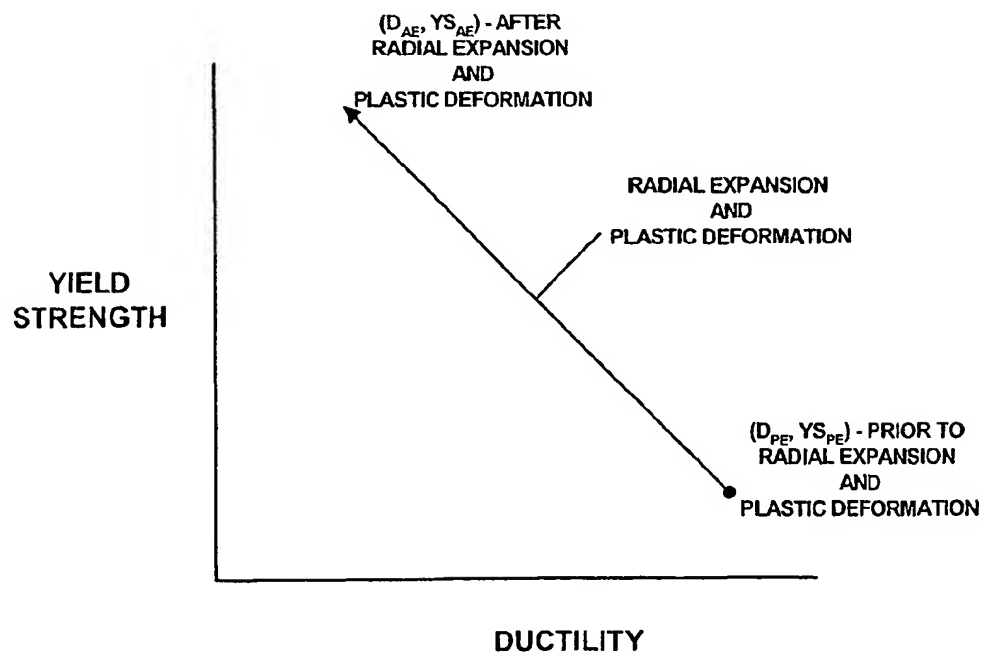 (D_AE, YS_AE) - AFTER
RADIAL EXPANSION
AND
PLASTIC DEFORMATION
RADIAL EXPANSION
AND
PLASTIC DEFORMATION
YIELD
STRENGTH
(D_PE, YS_PE) - PRIOR TO
RADIAL EXPANSION
AND
PLASTIC DEFORMATION
DUCTILITY